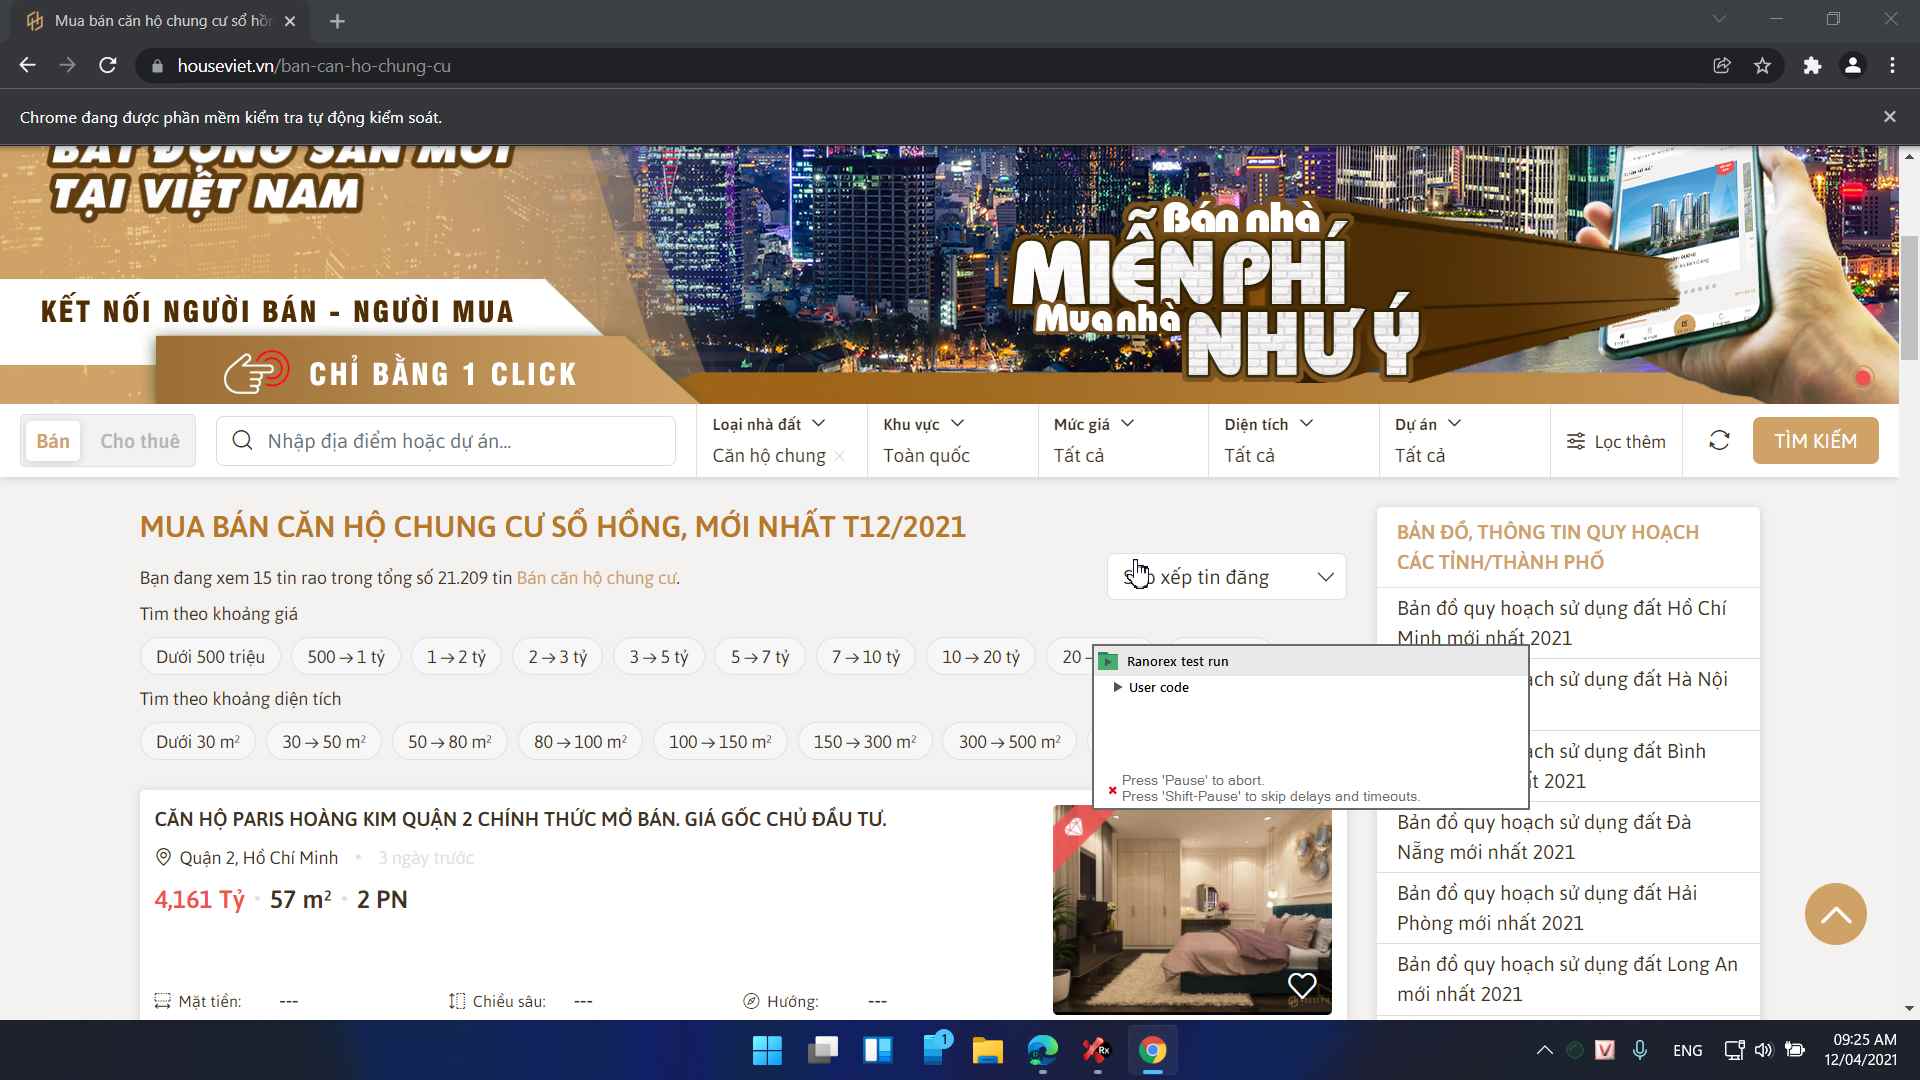 Mua bán căn hộ chung cư sổ hồn
houseviet.vn/ban-can-ho-chung-cu
Chrome đang được phần mềm kiểm tra tự động kiểm soát.
BẤT ĐỘNG SẢN MỚI
TẠI VIỆT NAM
KẾT NỐI NGƯỜI BÁN - NGƯỜI MUA
CHỈ BẰNG 1 CLICK
Bán nhà
MIỄN PHÍ
Mua nhà
NHƯ Ý
Bán
Cho thuê
Nhập địa điểm hoặc dự án...
Loại nhà đất
Căn hộ chung
Khu vực
Toàn quốc
Mức giá
Tất cả
Diện tích
Tất cả
Dự án
Tất cả
Lọc thêm
TÌM KIẾM
MUA BÁN CĂN HỘ CHUNG CƯ SỔ HỒNG, MỚI NHẤT T12/2021
Bạn đang xem 15 tin rao trong tổng số 21.209 tin Bán căn hộ chung cư.
xếp tin đăng
Tìm theo khoảng giá
Dưới 500 triệu
500 → 1 tỷ
1 → 2 tỷ
2 → 3 tỷ
3 → 5 tỷ
5 → 7 tỷ
7 → 10 tỷ
10 → 20 tỷ
20
Tìm theo khoảng diện tích
Dưới 30 m²
30 → 50 m²
50 → 80 m²
80 → 100 m²
100 → 150 m²
150 → 300 m²
300 → 500 m²
Ranorex test run
User code
Press 'Pause' to abort.
Press 'Shift-Pause' to skip delays and timeouts.
CĂN HỘ PARIS HOÀNG KIM QUẬN 2 CHÍNH THỨC MỞ BÁN. GIÁ GỐC CHỦ ĐẦU TƯ.
Quận 2, Hồ Chí Minh • 3 ngày trước
4,161 Tỷ • 57 m² • 2 PN
Mặt tiền: ---
Chiều sâu: ---
Hướng: ---
BẢN ĐỒ, THÔNG TIN QUY HOẠCH
CÁC TỈNH/THÀNH PHỐ
Bản đồ quy hoạch sử dụng đất Hồ Chí
Minh mới nhất 2021
ạch sử dụng đất Hà Nội
ạch sử dụng đất Bình
2021
Bản đồ quy hoạch sử dụng đất Đà
Nẵng mới nhất 2021
Bản đồ quy hoạch sử dụng đất Hải
Phòng mới nhất 2021
Bản đồ quy hoạch sử dụng đất Long An
mới nhất 2021
1
ENG
09:25 AM
12/04/2021